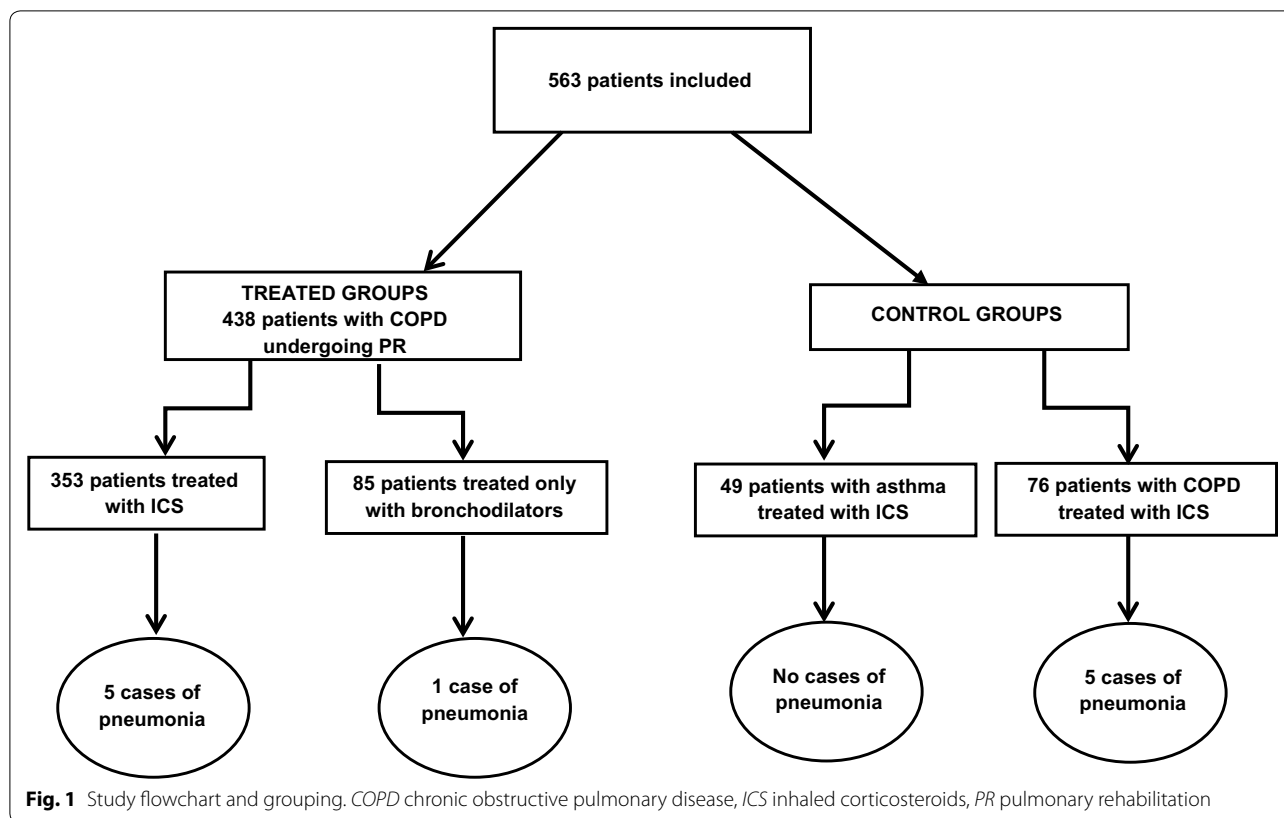 563 patients included
TREATED GROUPS
438 patients with COPD
undergoing PR
CONTROL GROUPS
353 patients treated
with ICS
85 patients treated only
with bronchodilators
49 patients with asthma
treated with ICS
76 patients with COPD
treated with ICS
5 cases of
pneumonia
1 case of
pneumonia
No cases of
pneumonia
5 cases of
pneumonia
Fig. 1 Study flowchart and grouping. COPD chronic obstructive pulmonary disease, ICS inhaled corticosteroids, PR pulmonary rehabilitation